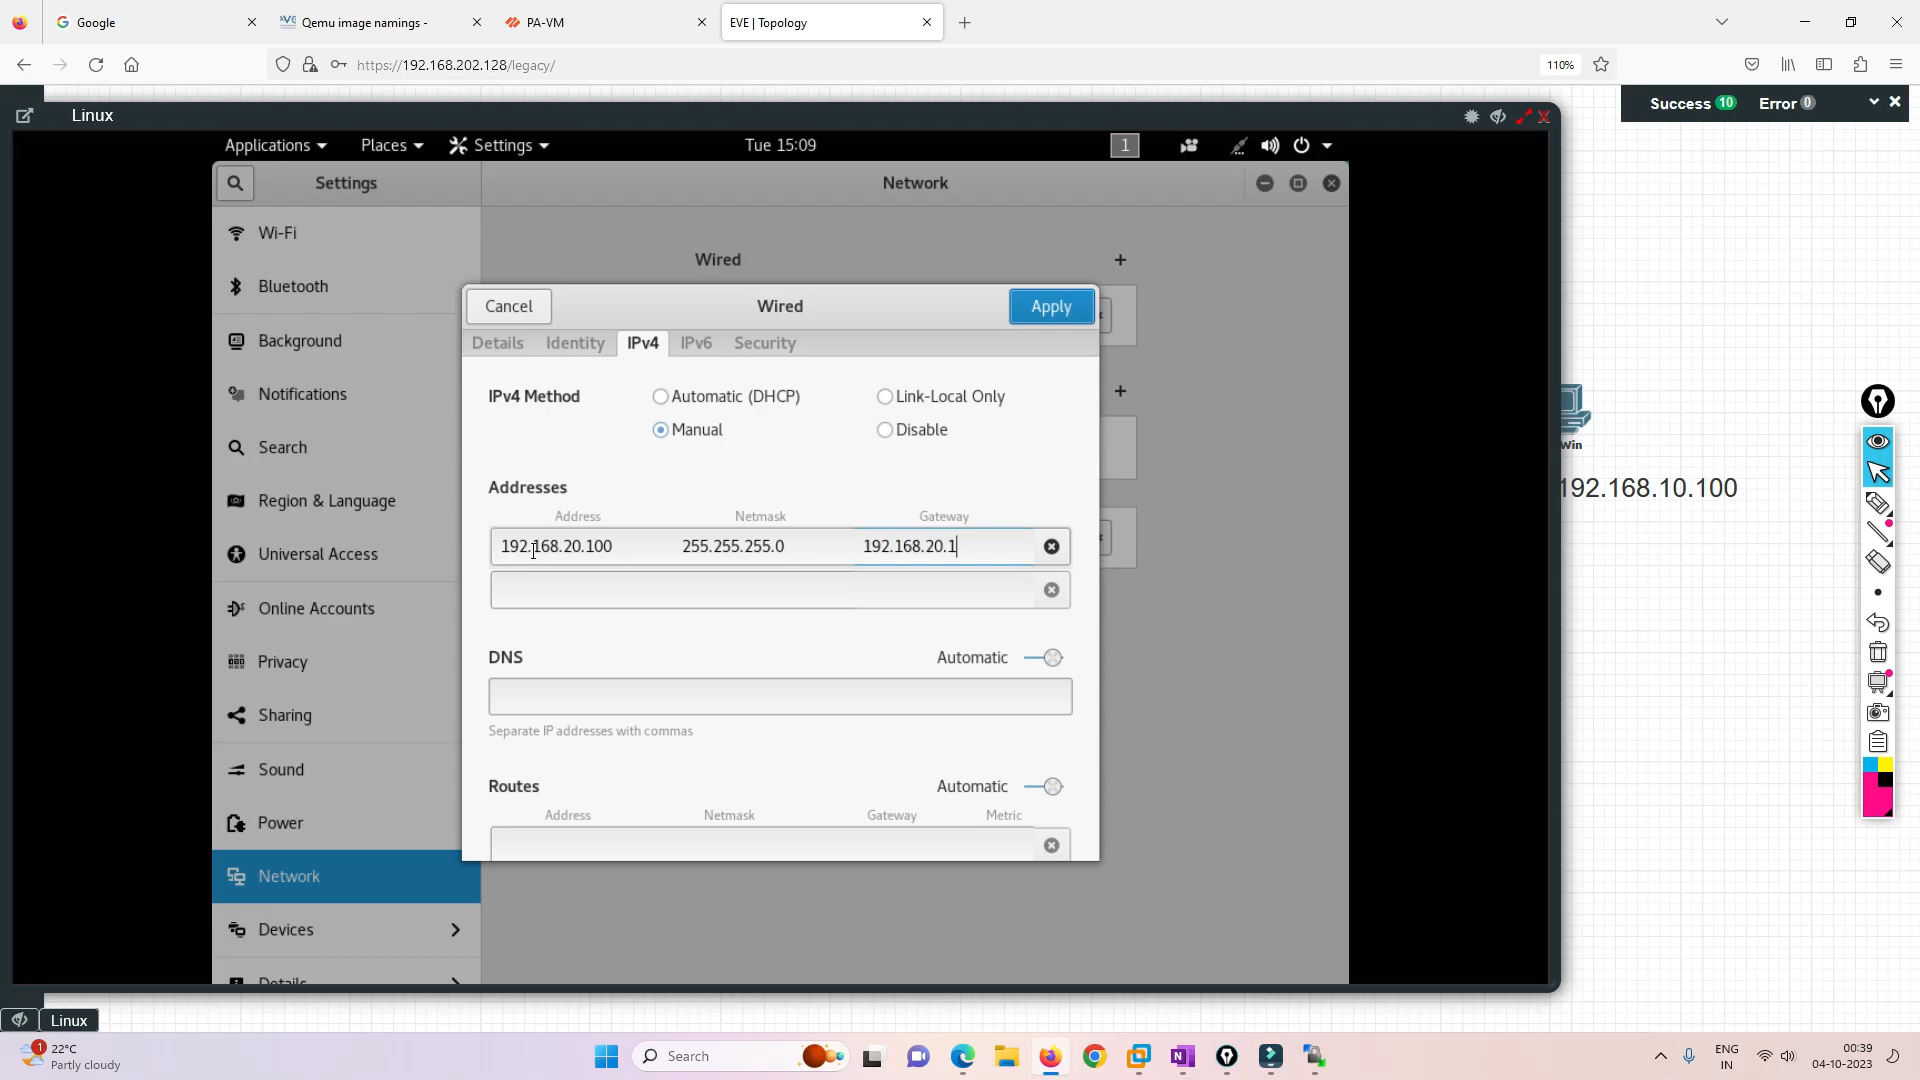 Google
Qemu image namings -
PA-VM
EVE | Topology
https://192.168.202.128/legacy/
110%
Linux
Success 10 Error 0
Applications Places Settings Tue 15:09 1
Settings
Network
Wi-Fi
Bluetooth
Background
Notifications
Search
Region & Language
Universal Access
Online Accounts
Privacy
Sharing
Sound
Power
Network
Devices
Details
Wired
Cancel
Wired
Apply
Details Identity IPv4 IPv6 Security
IPv4 Method
Automatic (DHCP)
Link-Local Only
Manual
Disable
Addresses
Address Netmask Gateway
192.168.20.100 255.255.255.0 192.168.20.1
DNS
Automatic
Separate IP addresses with commas
Routes
Automatic
Address Netmask Gateway Metric
Win
192.168.10.100
Linux
1
22°C
Partly cloudy
Search
ENG
IN
00:39
04-10-2023